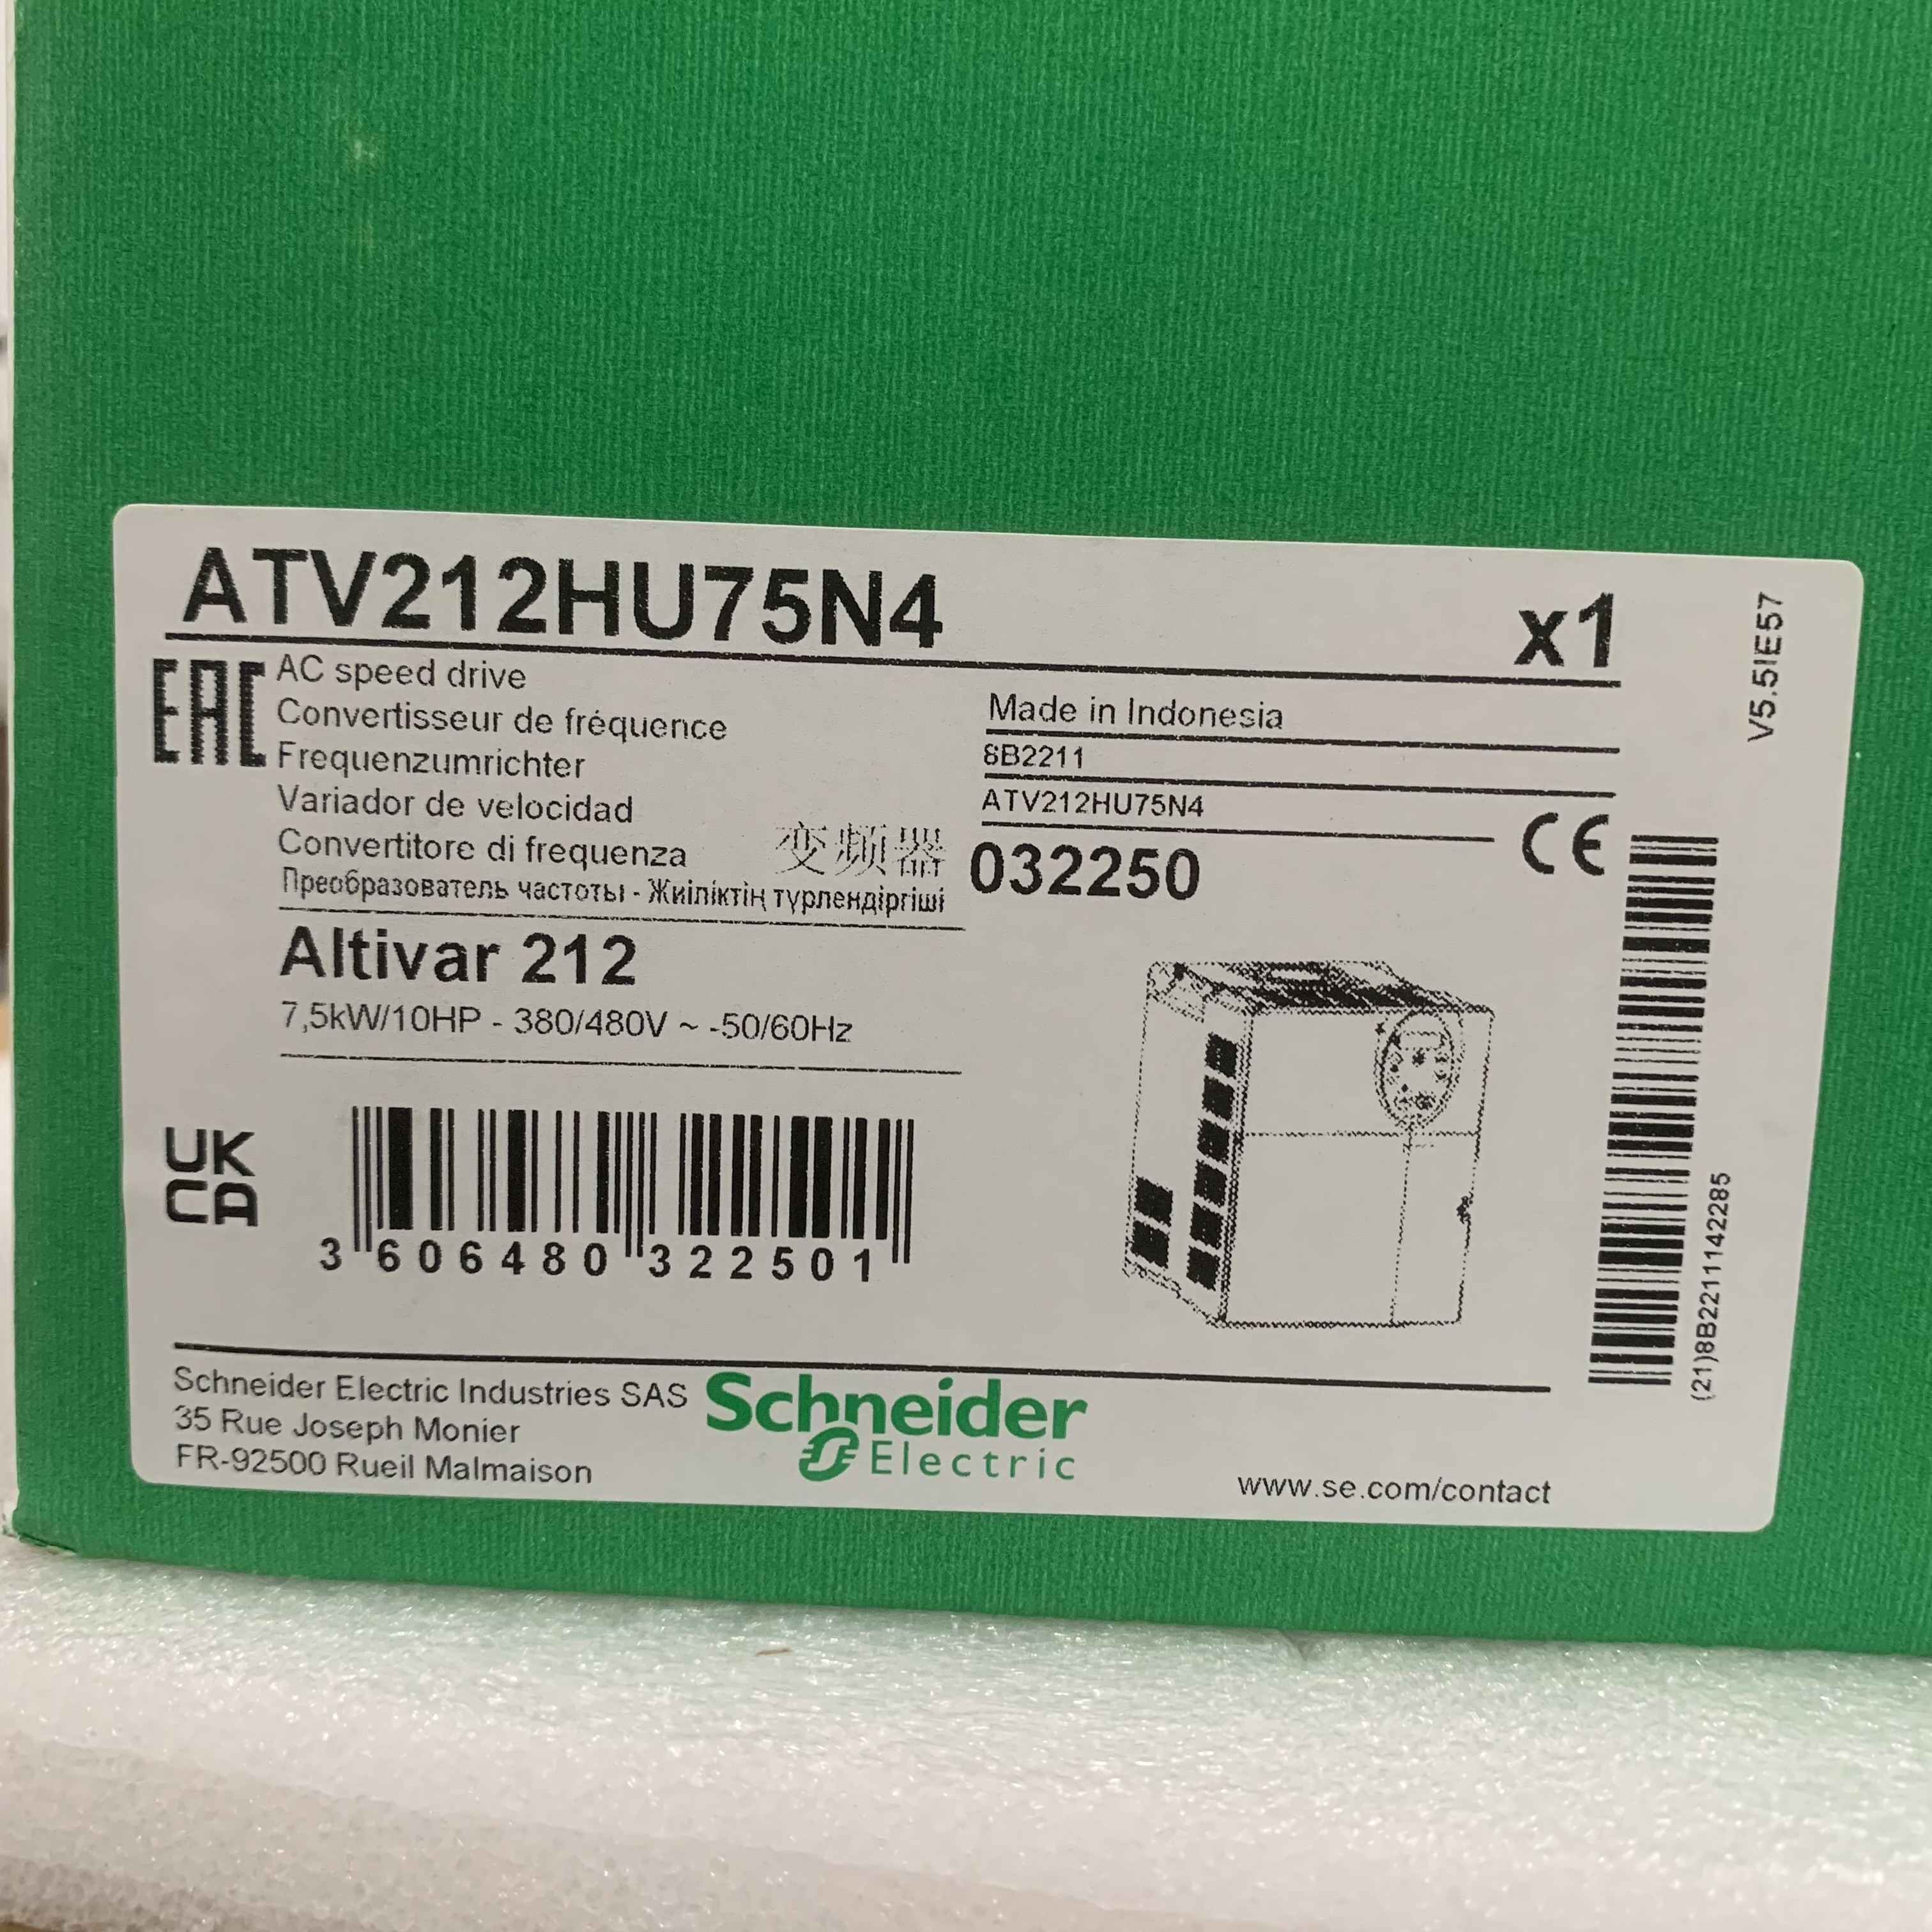 ATV212HU75N4
x1
V5.5IE57
EAC
AC speed drive
Convertisseur de fréquence
Frequenzumrichter
Variador de velocidad
Convertitore di frequenza
变频器
Преобразователь частоты - Жиіліктің түрлендіргіші
Made in Indonesia
8B2211
ATV212HU75N4
CE
032250
Altivar 212
7,5kW/10HP - 380/480V ~ -50/60Hz
UK
CA
3 606480 322501
(21)8B2211142285
Schneider Electric Industries SAS
35 Rue Joseph Monier
FR-92500 Rueil Malmaison
Schneider
Electric
www.se.com/contact